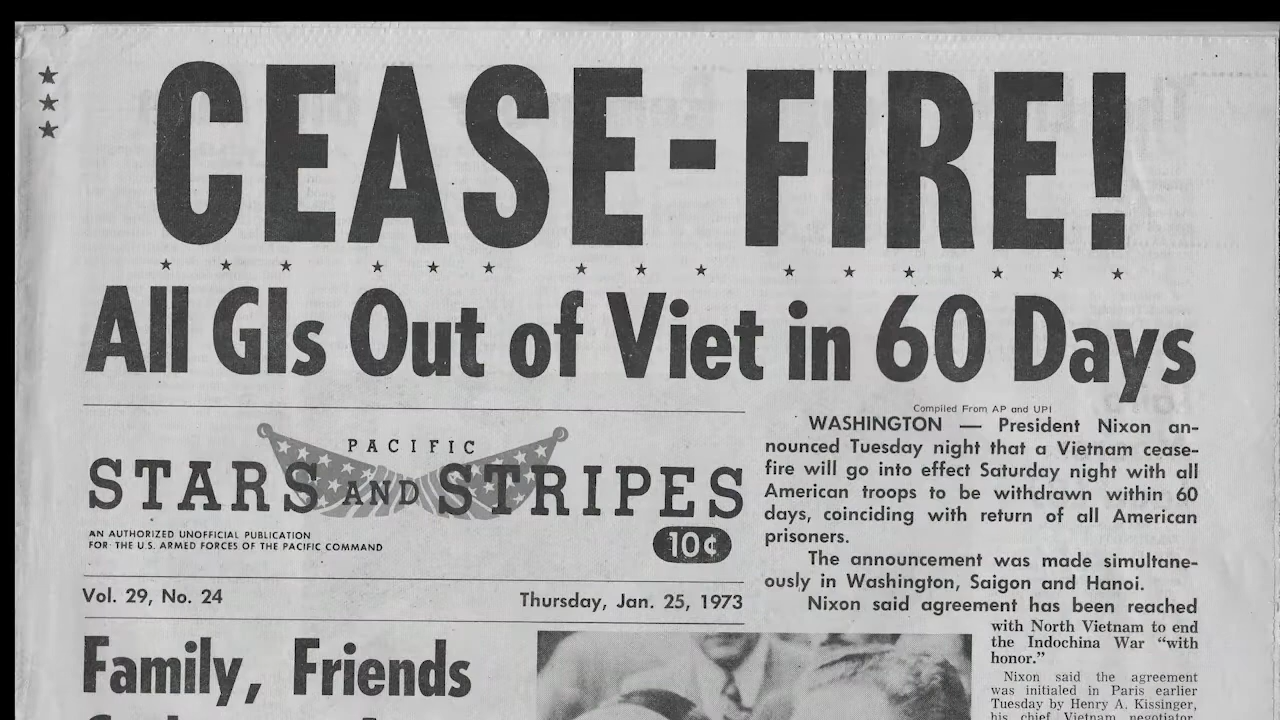 CEASE-FIRE!
All GIs Out of Viet in 60 Days
PACIFIC
STARS AND STRIPES
AN AUTHORIZED UNOFFICIAL PUBLICATION
FOR THE U.S. ARMED FORCES OF THE PACIFIC COMMAND
10¢
Vol. 29, No. 24
Thursday, Jan. 25, 1973
Family, Friends
Compiled From AP and UPI
WASHINGTON — President Nixon an-
nounced Tuesday night that a Vietnam cease-
fire will go into effect Saturday night with all
American troops to be withdrawn within 60
days, coinciding with return of all American
prisoners.
The announcement was made simultane-
ously in Washington, Saigon and Hanoi.
Nixon said agreement has been reached
with North Vietnam to end
the Indochina War "with
honor."
Nixon said the agreement
was initialed in Paris earlier
Tuesday by Henry A. Kissinger,
his chief Vietnam negotiator,